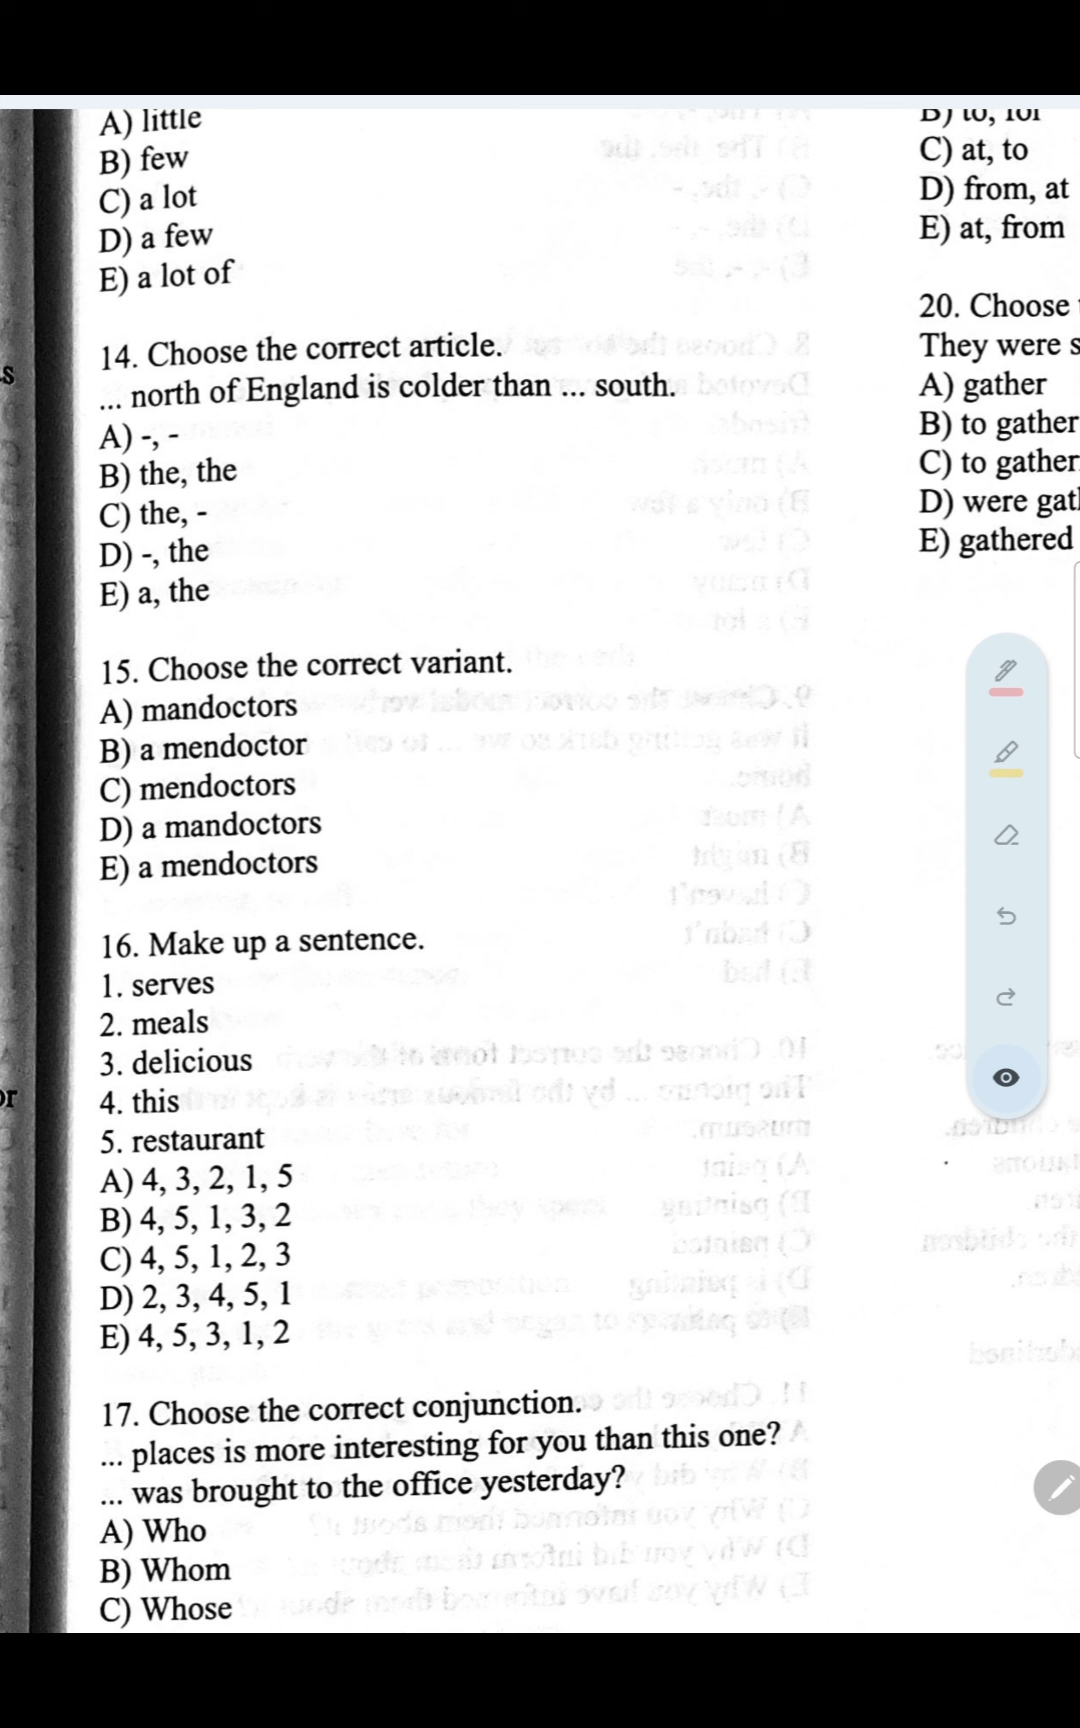 A) little
B) few
C) a lot
D) a few
E) a lot of
14. Choose the correct article.
... north of England is colder than ... south.
A) -, -
B) the, the
C) the, -
D) -, the
E) a, the
15. Choose the correct variant.
A) mandoctors
B) a mendoctor
C) mendoctors
D) a mandoctors
E) a mendoctors
16. Make up a sentence.
1. serves
2. meals
3. delicious
4. this
5. restaurant
A) 4, 3, 2, 1, 5
B) 4, 5, 1, 3, 2
C) 4, 5, 1, 2, 3
D) 2, 3, 4, 5, 1
E) 4, 5, 3, 1, 2
17. Choose the correct conjunction.
... places is more interesting for you than this one?
... was brought to the office yesterday?
A) Who
B) Whom
C) Whose
B) to, for
C) at, to
D) from, at
E) at, from
20. Choose
They were s
A) gather
B) to gather
C) to gather
D) were gath
E) gathered